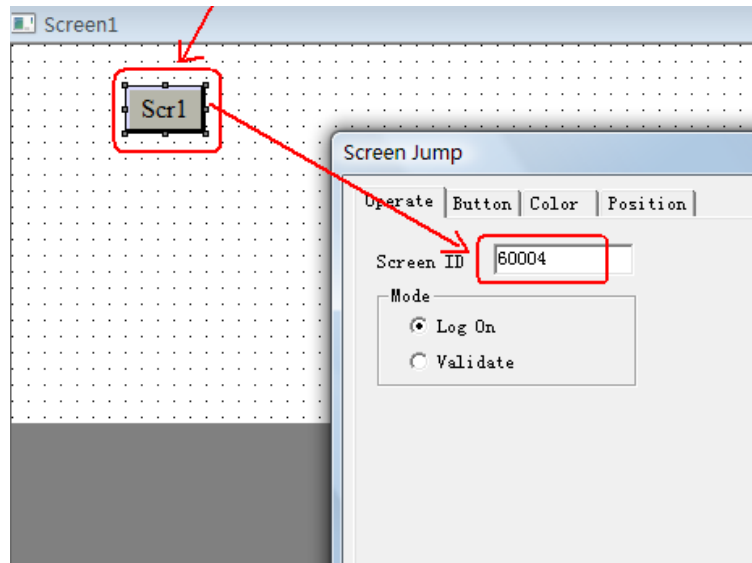 Screen1
Scr1
Screen Jump
Operate Button Color Position
Screen ID 60004
Mode
Log On
Validate